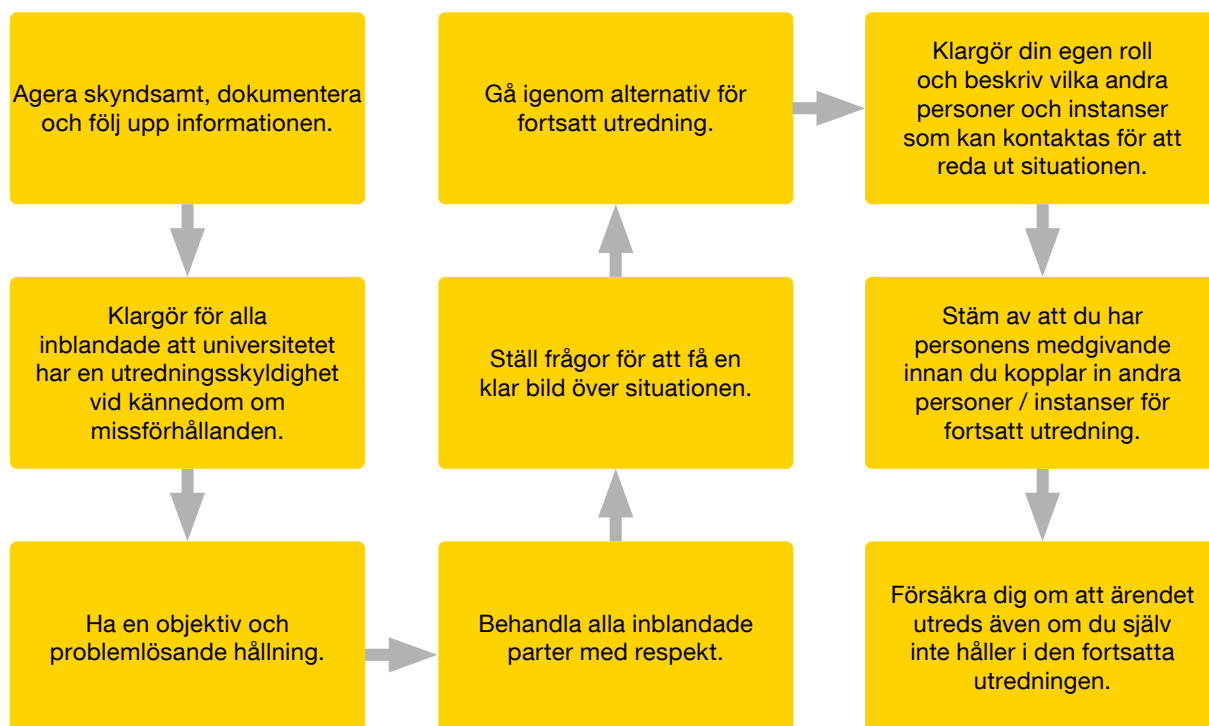 Agera skyndsamt, dokumentera
och följ upp informationen.
Klargör för alla
inblandade att universitetet
har en utredningsskyldighet
vid kännedom om
missförhållanden.
Ha en objektiv och
problemlösande hållning.
Behandla alla inblandade
parter med respekt.
Ställ frågor för att få en
klar bild över situationen.
Gå igenom alternativ för
fortsatt utredning.
Klargör din egen roll
och beskriv vilka andra
personer och instanser
som kan kontaktas för att
reda ut situationen.
Stäm av att du har
personens medgivande
innan du kopplar in andra
personer / instanser för
fortsatt utredning.
Försäkra dig om att ärendet
utreds även om du själv
inte håller i den fortsatta
utredningen.